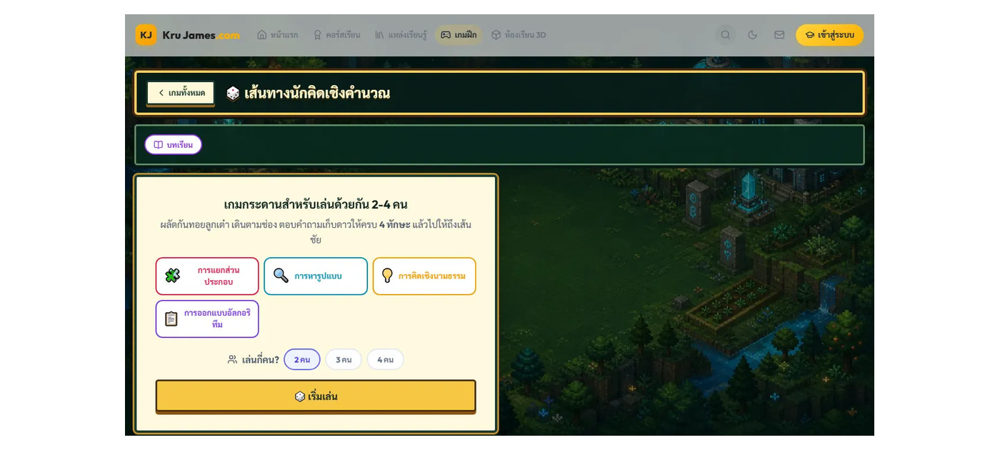 KJ Kru James.com หน้าแรก คอร์สเรียน แหล่งเรียนรู้ เกมฝึก ห้องเรียน 3D เข้าสู่ระบบ
เกมทั้งหมด เส้นทางนักคิดเชิงคำนวณ
บทเรียน
เกมกระดานสำหรับเล่นด้วยกัน 2-4 คน
ผลัดกันทอยลูกเต๋า เดินตามช่อง ตอบคำถามเก็บดาวให้ครบ 4 ทักษะ แล้วไปให้ถึงเส้น
ชัย
การแยกส่วน
ประกอบ
การหารูปแบบ
การคิดเชิงนามธรรม
การออกแบบอัลกอริ
ทึม
เล่นกี่คน? 2 คน 3 คน 4 คน
เริ่มเล่น